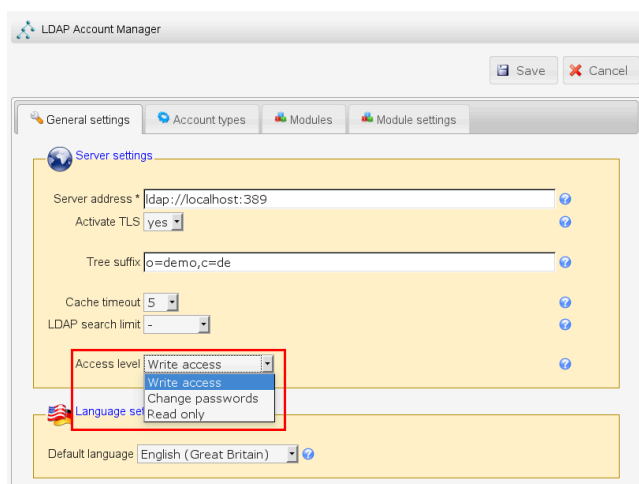 LDAP Account Manager
Save Cancel
General settings Account types Modules Module settings
Server settings
Server address * ldap://localhost:389
Activate TLS yes
Tree suffix o=demo,c=de
Cache timeout 5
LDAP search limit -
Access level Write access
Write access
Change passwords
Language set
Read only
Default language English (Great Britain)